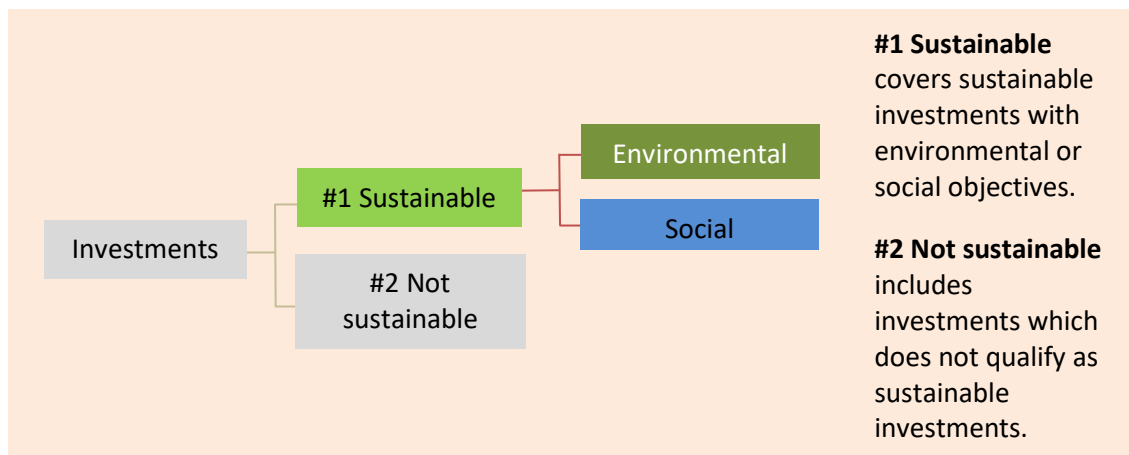 Investments
#1 Sustainable
#2 Not
sustainable
Environmental
Social
#1 Sustainable
covers sustainable
investments with
environmental or
social objectives.
#2 Not sustainable
includes
investments which
does not qualify as
sustainable
investments.